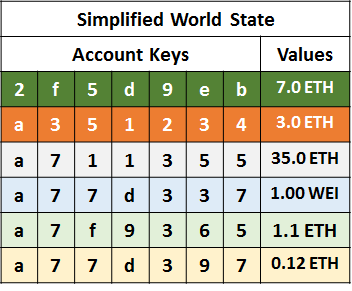 Simplified World State
Account Keys Values
2 f 5 d 9 e b 7.0 ETH
a 3 5 1 2 3 4 3.0 ETH
a 7 1 1 3 5 5 35.0 ETH
a 7 7 d 3 3 7 1.00 WEI
a 7 f 9 3 6 5 1.1 ETH
a 7 7 d 3 9 7 0.12 ETH